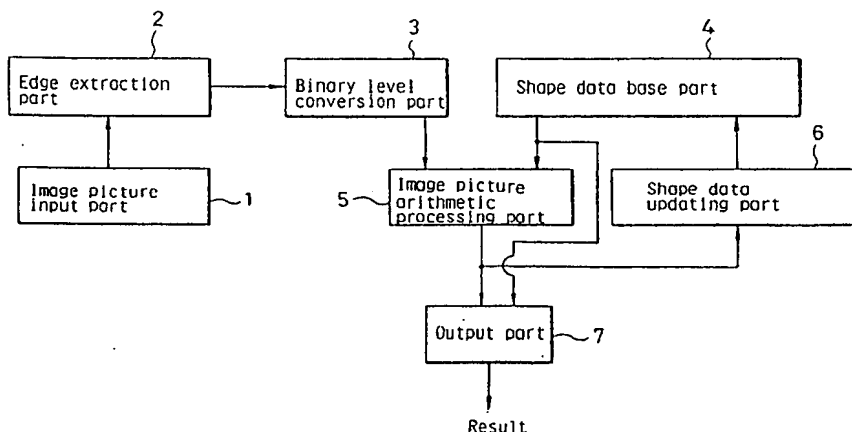 2
3
4
Edge extraction
part
Binary level
conversion part
Shape data base part
6
Image picture
input part
1
5
Image picture
arithmetic
processing part
Shape data
updating part
Output part
7
Result